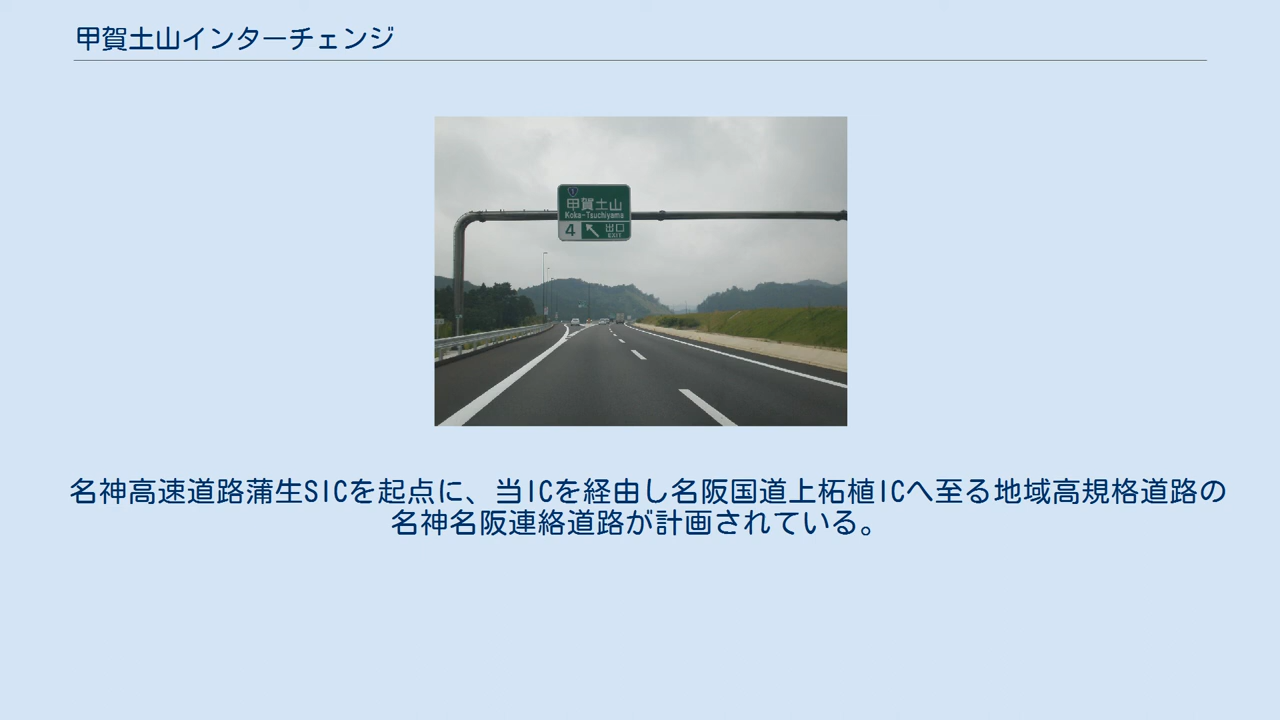 甲賀土山インターチェンジ
1
甲賀土山
Koka-Tsuchiyama
4 出口
EXIT
名神高速道路蒲生SICを起点に、当ICを経由し名阪国道上柘植ICへ至る地域高規格道路の
名神名阪連絡道路が計画されている。